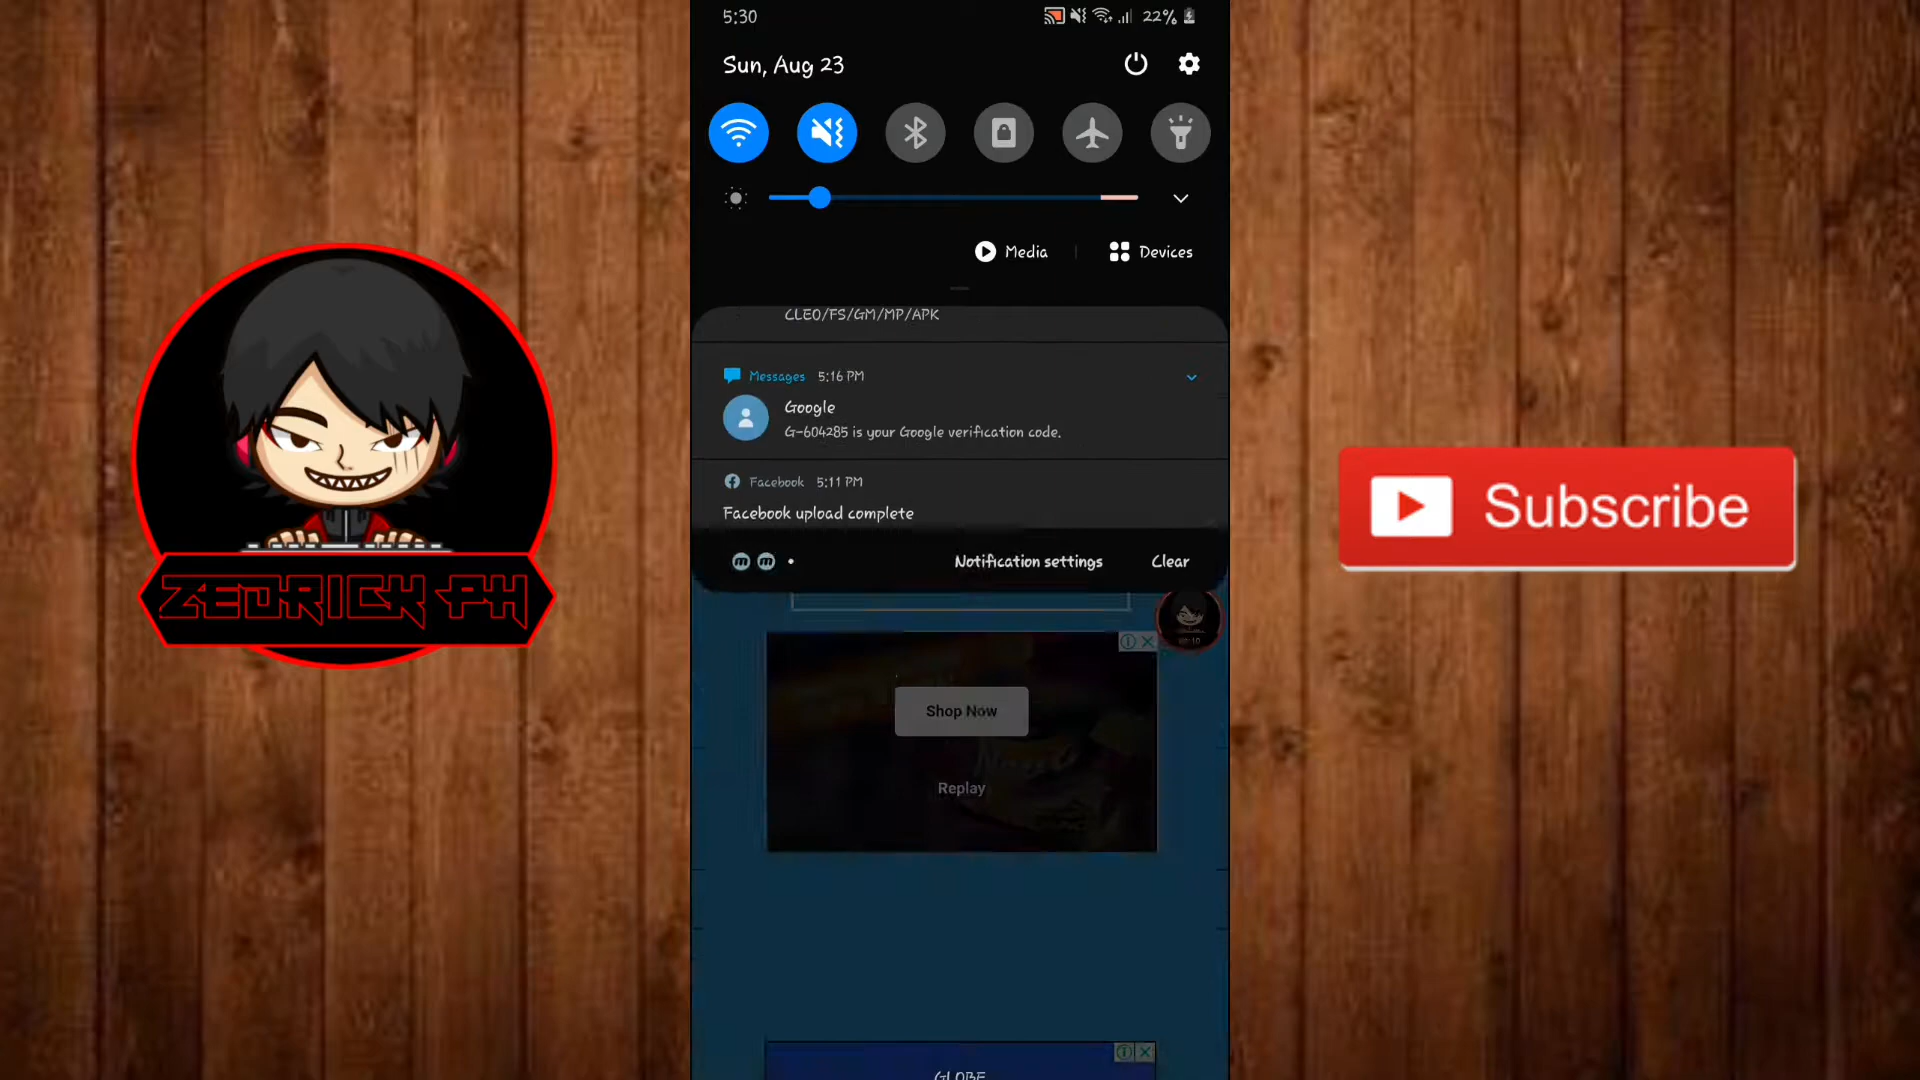 5:30
22%
Sun, Aug 23
Media
Devices
CLEO/FS/GM/MP/APK
Messages 5:16 PM
Google
G-604285 is your Google verification code.
Facebook 5:11 PM
Facebook upload complete
Notification settings
Clear
Shop Now
Replay
GLOBE
ZEDRICK PH
Subscribe